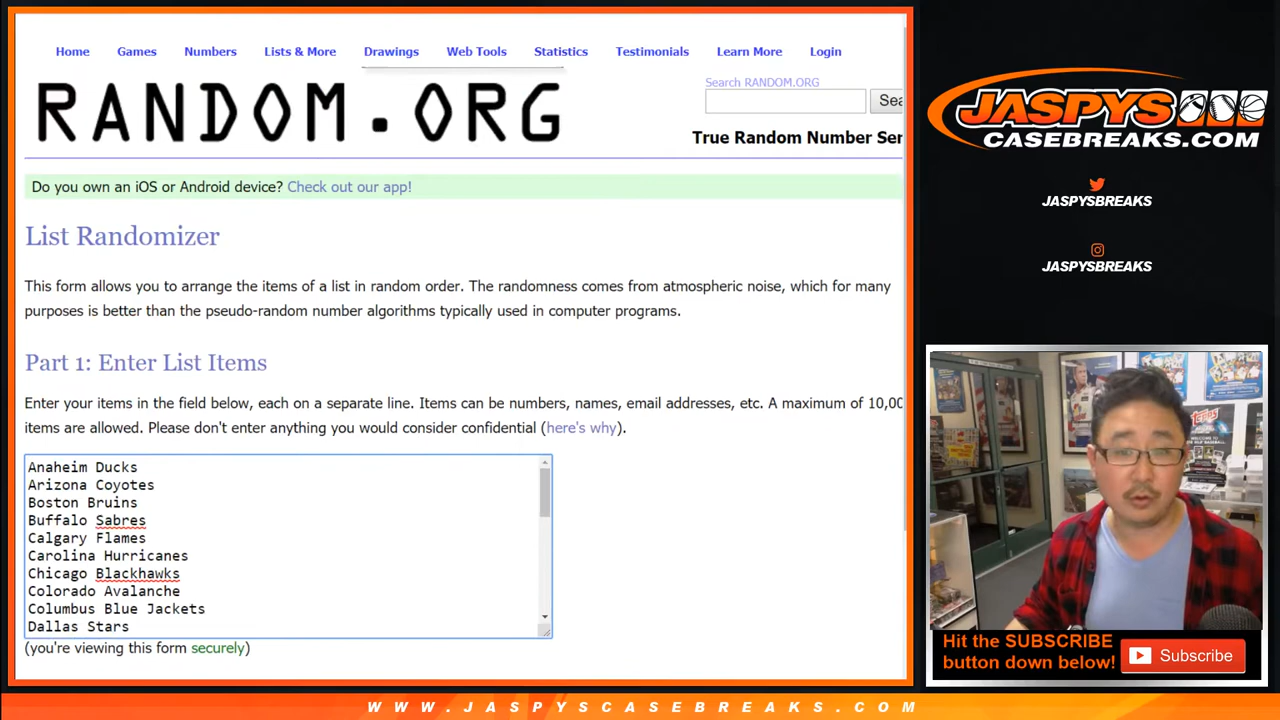 Home Games Numbers Lists & More Drawings Web Tools Statistics Testimonials Learn More Login
RANDOM.ORG
Search RANDOM.ORG
Sea
True Random Number Ser
Do you own an iOS or Android device? Check out our app!
List Randomizer
This form allows you to arrange the items of a list in random order. The randomness comes from atmospheric noise, which for many
purposes is better than the pseudo-random number algorithms typically used in computer programs.
Part 1: Enter List Items
Enter your items in the field below, each on a separate line. Items can be numbers, names, email addresses, etc. A maximum of 10,00
items are allowed. Please don't enter anything you would consider confidential (here's why).
Anaheim Ducks
Arizona Coyotes
Boston Bruins
Buffalo Sabres
Calgary Flames
Carolina Hurricanes
Chicago Blackhawks
Colorado Avalanche
Columbus Blue Jackets
Dallas Stars
(you're viewing this form securely)
JASPYS
CASEBREAKS.COM
JASPYSBREAKS
JASPYSBREAKS
Topps
Hit the SUBSCRIBE
button down below!
Subscribe
WWW.JASPYSCASEBREAKS.COM